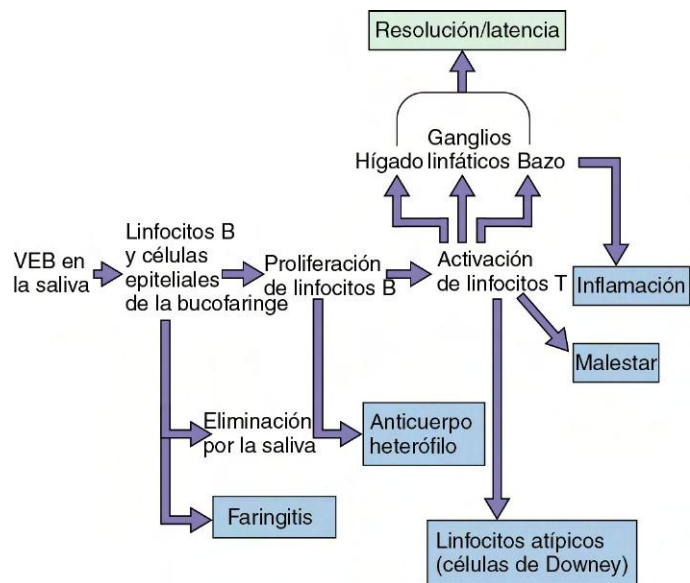 Resolución/latencia
Ganglios
Hígado linfáticos Bazo
VEB en
la saliva
Linfocitos B
y células
epiteliales
de la bucofaringe
Proliferación
de linfocitos B
Activación
de linfocitos T
Inflamación
Malestar
Eliminación
por la saliva
Anticuerpo
heterófilo
Faringitis
Linfocitos atípicos
(células de Downey)